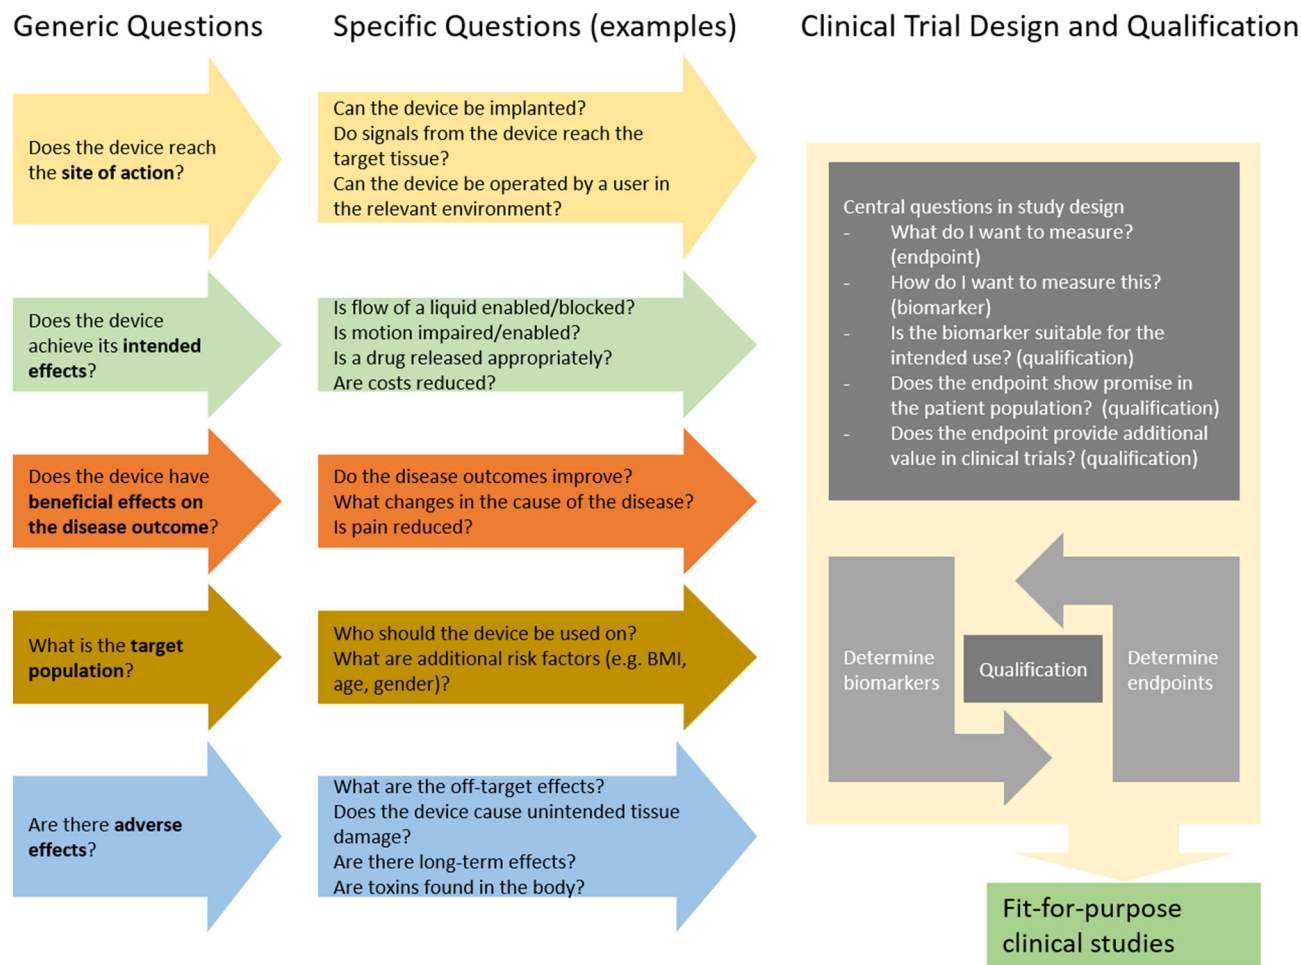 Generic Questions
Specific Questions (examples)
Clinical Trial Design and Qualification
Does the device reach
the site of action?
Can the device be implanted?
Do signals from the device reach the
target tissue?
Can the device be operated by a user in
the relevant environment?
Does the device
achieve its intended
effects?
Is flow of a liquid enabled/blocked?
Is motion impaired/enabled?
Is a drug released appropriately?
Are costs reduced?
Does the device have
beneficial effects on
the disease outcome?
Do the disease outcomes improve?
What changes in the cause of the disease?
Is pain reduced?
What is the target
population?
Who should the device be used on?
What are additional risk factors (e.g. BMI,
age, gender)?
Are there adverse
effects?
What are the off-target effects?
Does the device cause unintended tissue
damage?
Are there long-term effects?
Are toxins found in the body?
Central questions in study design
- What do I want to measure?
(endpoint)
- How do I want to measure this?
(biomarker)
- Is the biomarker suitable for the
intended use? (qualification)
- Does the endpoint show promise in
the patient population? (qualification)
- Does the endpoint provide additional
value in clinical trials? (qualification)
Determine
biomarkers
Qualification
Determine
endpoints
Fit-for-purpose
clinical studies